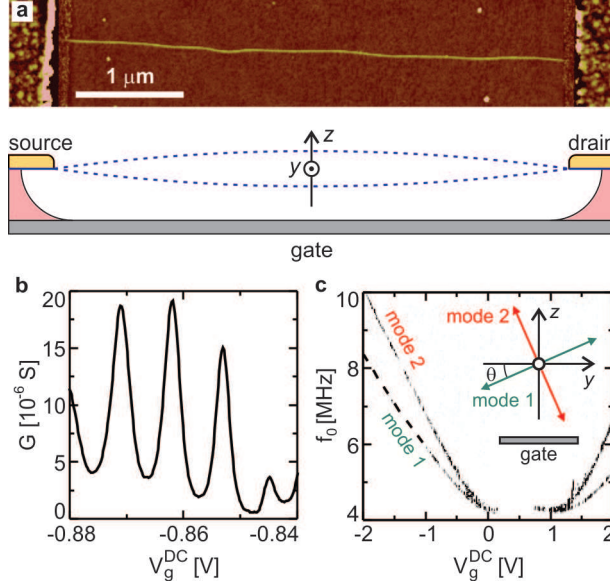 a
1 μm
source
drain
z
y
gate
b
c
G [10⁻⁶ S]
20
15
10
5
0
-0.88
-0.86
-0.84
V_g^DC [V]
f₀ [MHz]
10
8
6
4
mode 2
mode 2
z
θ
y
mode 1
mode 1
gate
-2
-1
0
1
2
V_g^DC [V]